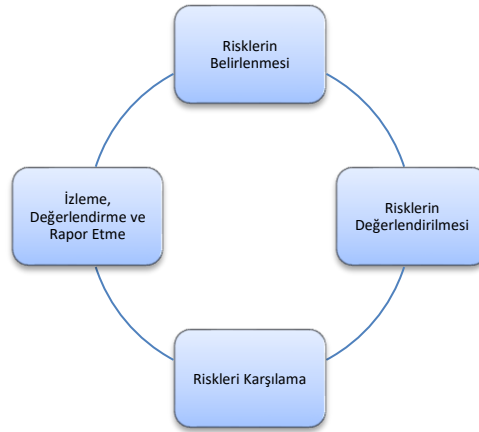 Risklerin
Belirlenmesi
Risklerin
Değerlendirilmesi
Riskleri Karşılama
İzleme,
Değerlendirme ve
Rapor Etme